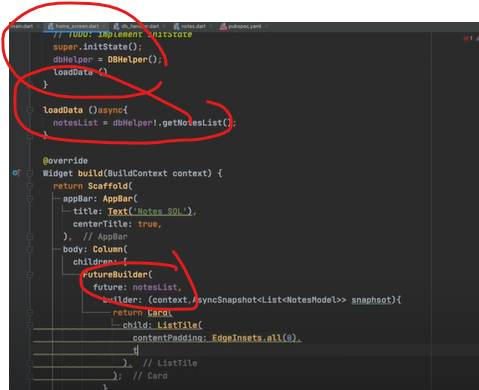 main.dart home_screen.dart db_handler.dart notes.dart pubspec.yaml
// TODO: implement initState
super.initState();
dbHelper = DBHelper();
loadData ()
}
loadData ()async{
notesList = dbHelper!.getNotesList();
}
@override
Widget build(BuildContext context) {
return Scaffold(
appBar: AppBar(
title: Text('Notes SQL'),
centerTitle: true,
), // AppBar
body: Column(
children: [
FutureBuilder(
future: notesList,
builder: (context,AsyncSnapshot<List<NotesModel>> snaphsot){
return Card(
child: ListTile(
contentPadding: EdgeInsets.all(0),
t
), // ListTile
); // Card
}